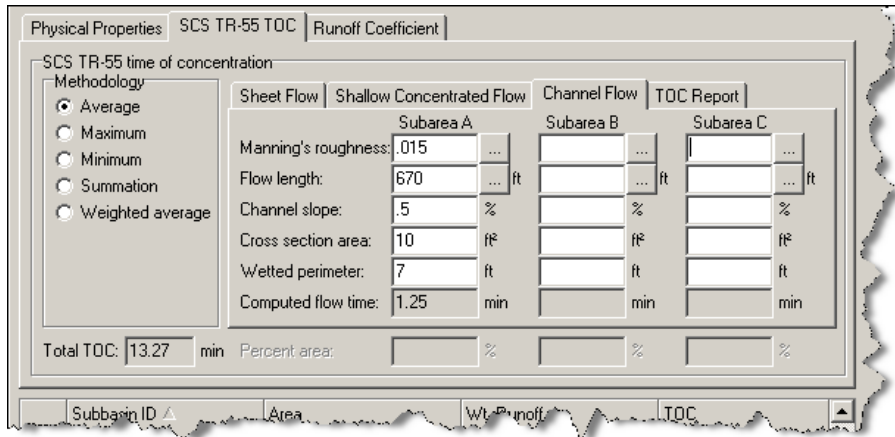 Physical Properties SCS TR-55 TOC Runoff Coefficient
SCS TR-55 time of concentration
Methodology
Average
Maximum
Minimum
Summation
Weighted average
Sheet Flow Shallow Concentrated Flow Channel Flow TOC Report
Subarea A Subarea B Subarea C
Manning's roughness: .015 ... ... ...
Flow length: 670 ... ft ... ft ... ft
Channel slope: .5 % % %
Cross section area: 10 ft² ft² ft²
Wetted perimeter: 7 ft ft ft
Computed flow time: 1.25 min min min
Total TOC: 13.27 min Percent area: % % %
Subbasin ID Area Wt. Runoff TOC